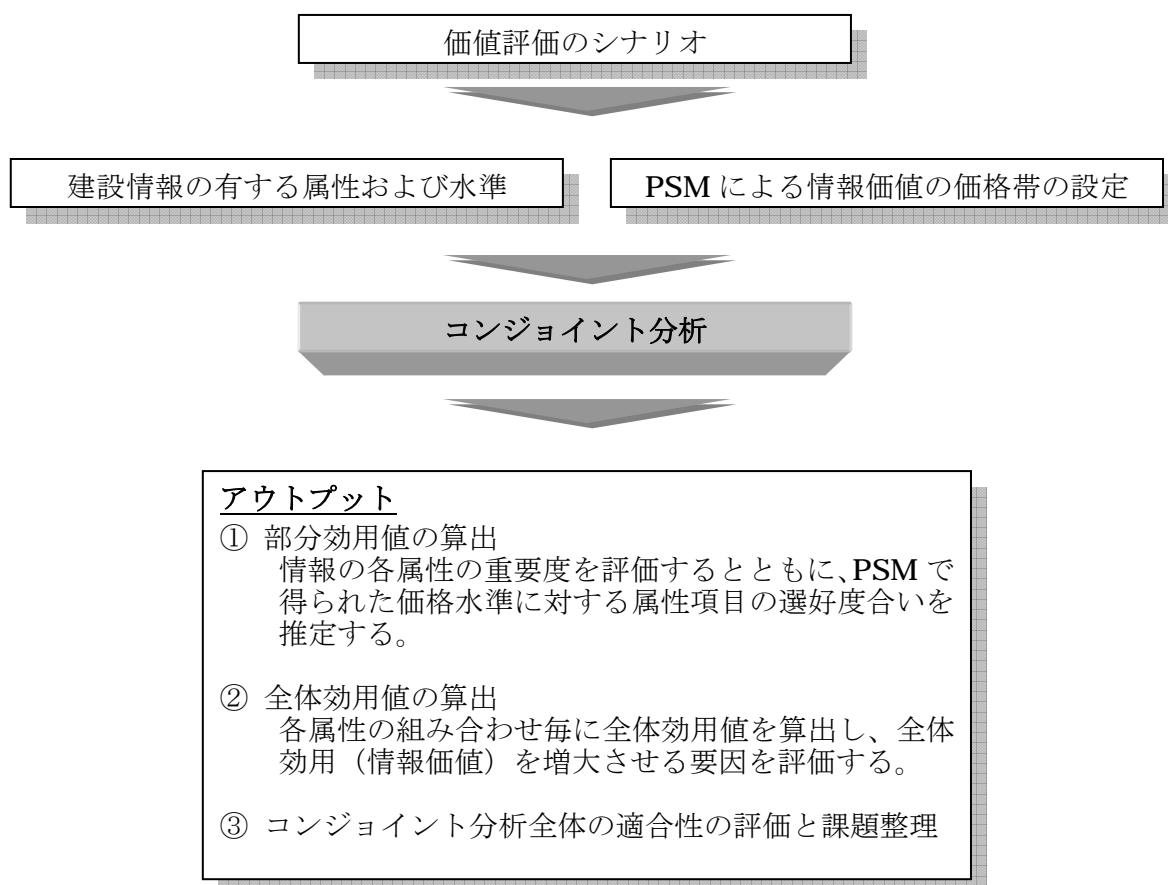 価値評価のシナリオ
建設情報の有する属性および水準
PSM による情報価値の価格帯の設定
コンジョイント分析
アウトプット
① 部分効用値の算出
情報の各属性の重要度を評価するとともに、PSM で
得られた価格水準に対する属性項目の選好度合いを
推定する。
② 全体効用値の算出
各属性の組み合わせ毎に全体効用値を算出し、全体
効用（情報価値）を増大させる要因を評価する。
③ コンジョイント分析全体の適合性の評価と課題整理